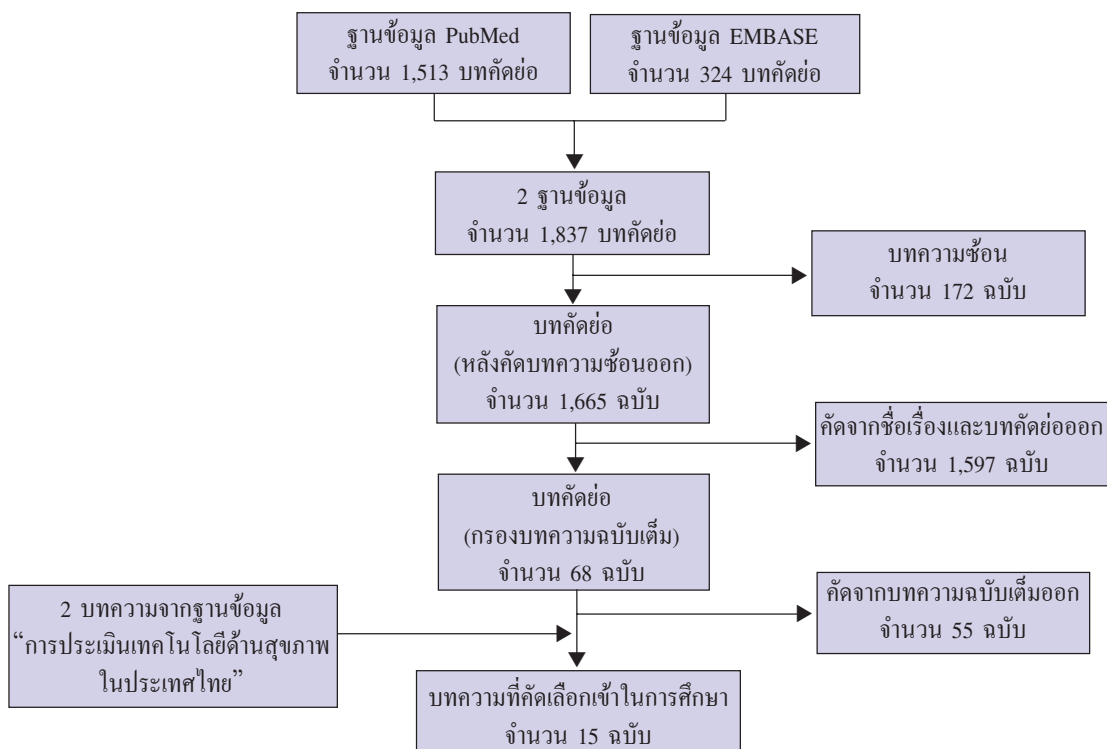 ฐานข้อมูล PubMed
จำนวน 1,513 บทคัดย่อ
ฐานข้อมูล EMBASE
จำนวน 324 บทคัดย่อ
2 ฐานข้อมูล
จำนวน 1,837 บทคัดย่อ
บทความซ้อน
จำนวน 172 ฉบับ
บทคัดย่อ
(หลังคัดบทความซ้อนออก)
จำนวน 1,665 ฉบับ
คัดจากชื่อเรื่องและบทคัดย่อออก
จำนวน 1,597 ฉบับ
บทคัดย่อ
(กรองบทความฉบับเต็ม)
จำนวน 68 ฉบับ
คัดจากบทความฉบับเต็มออก
จำนวน 55 ฉบับ
2 บทความจากฐานข้อมูล
“การประเมินเทคโนโลยีด้านสุขภาพ
ในประเทศไทย”
บทความที่คัดเลือกเข้าในการศึกษา
จำนวน 15 ฉบับ